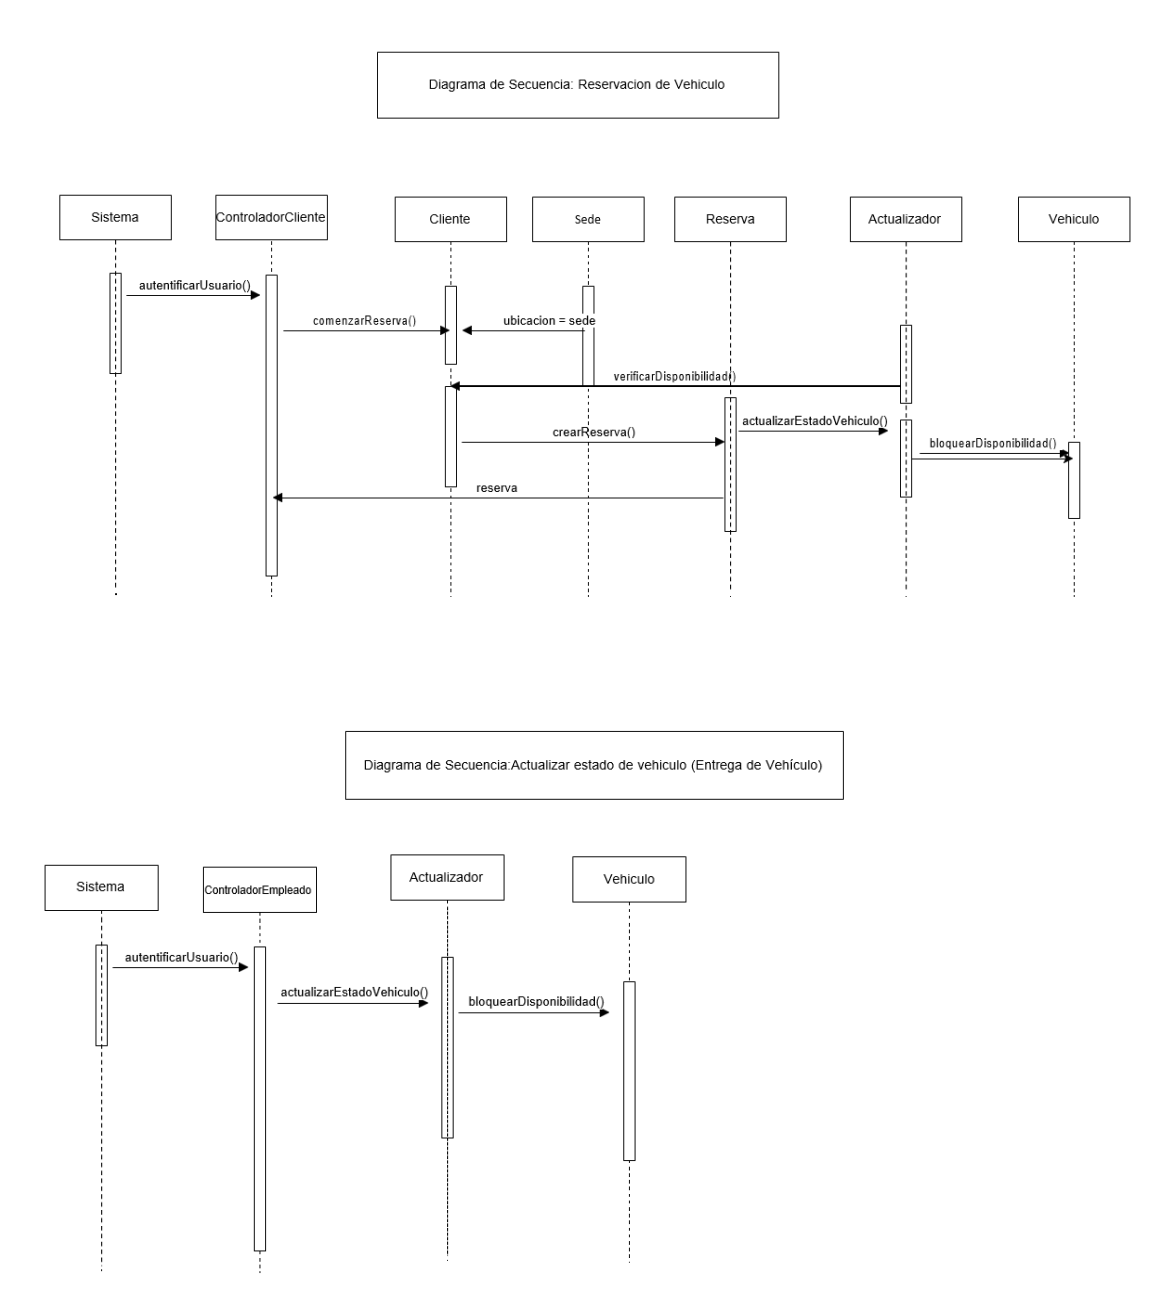 Diagrama de Secuencia: Reservacion de Vehiculo
Sistema
ControladorCliente
Cliente
Sede
Reserva
Actualizador
Vehiculo
autentificarUsuario()
comenzarReserva()
ubicacion = sede
verificarDisponibilidad()
actualizarEstadoVehiculo()
crearReserva()
bloquearDisponibilidad()
reserva
Diagrama de Secuencia:Actualizar estado de vehiculo (Entrega de Vehículo)
Sistema
ControladorEmpleado
Actualizador
Vehiculo
autentificarUsuario()
actualizarEstadoVehiculo()
bloquearDisponibilidad()